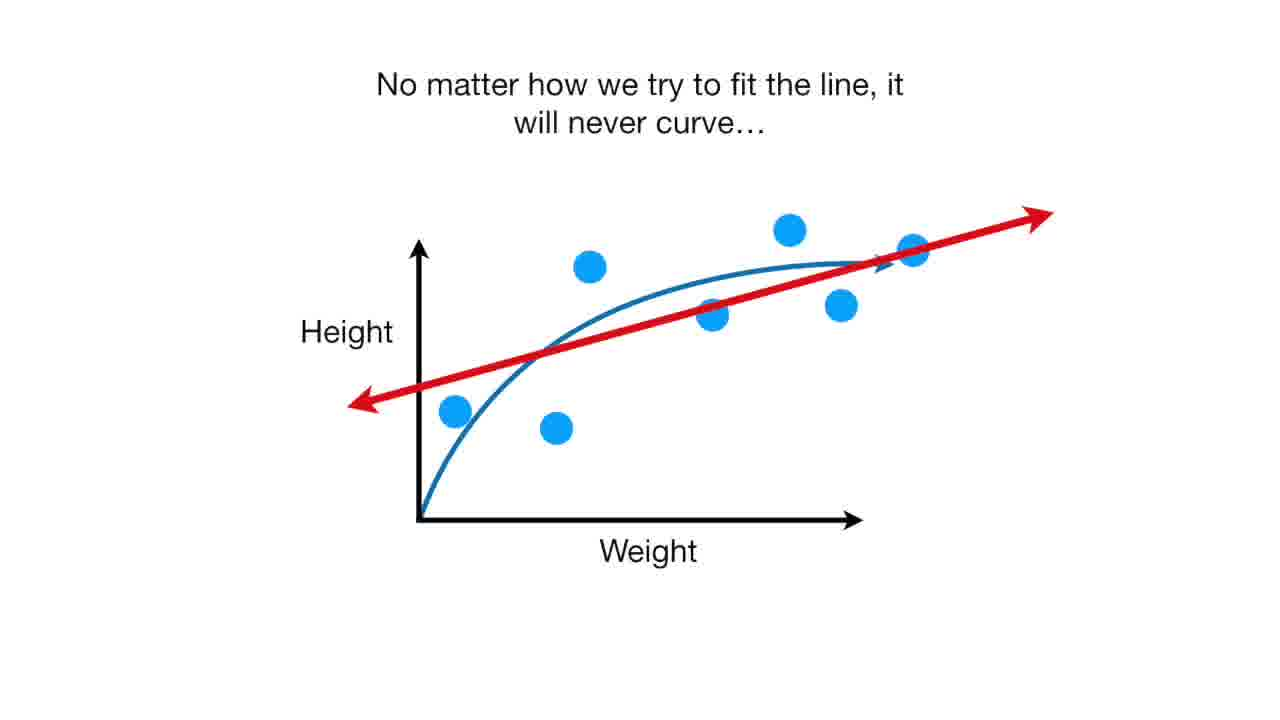 No matter how we try to fit the line, it
will never curve…
Height
Weight